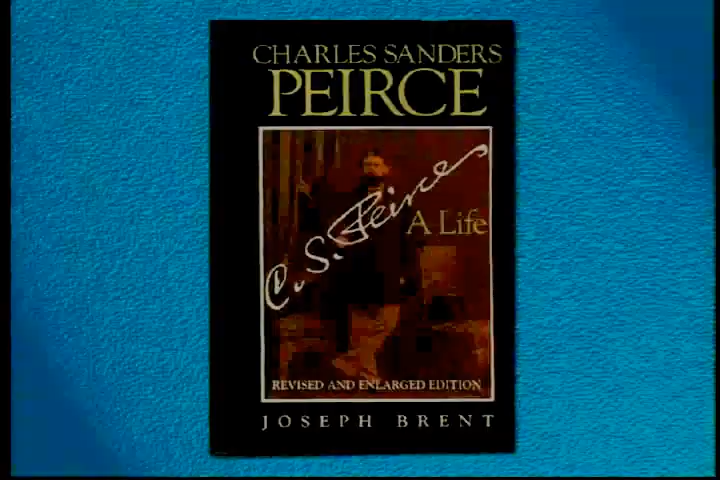 CHARLES SANDERS
PEIRCE
C. S. Peirce
A Life
REVISED AND ENLARGED EDITION
JOSEPH BRENT